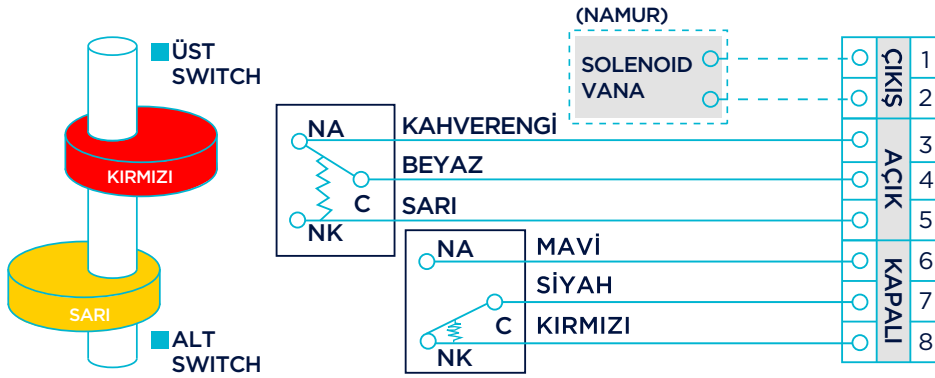 ÜST
SWITCH
KIRMIZI
SARI
ALT
SWITCH
(NAMUR)
SOLENOID
VANA
NA
C
NK
KAHVERENGİ
BEYAZ
SARI
NA
C
NK
MAVİ
SİYAH
KIRMIZI
ÇIKIŞ
1
2
AÇIK
3
4
5
KAPALI
6
7
8